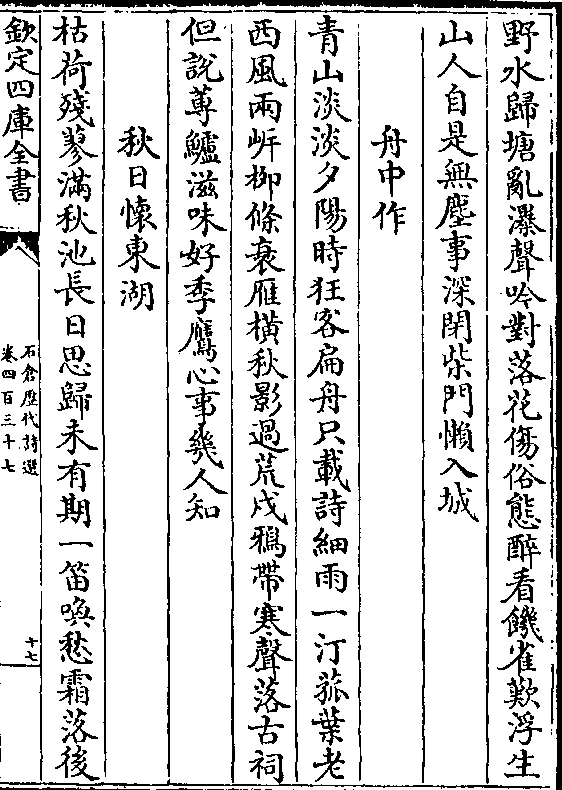 野水歸塘亂瀑聲吟對落花傷俗態醉看饑雀歎浮生
山人自是無塵事深閉柴門懶入城
舟中作
青山淡淡夕陽時狂客扁舟只載詩細雨一汀菰葉老
西風兩岸柳條衰雁橫秋影過荒戍鴉帶寒聲落古祠
但說蓴鱸滋味好季鷹心事幾人知
秋日懷東湖
枯荷殘蓼滿秋池長日思歸未有期一笛喚愁霜落後
欽定四庫全書
石倉歷代詩選
卷四百三十七
十七